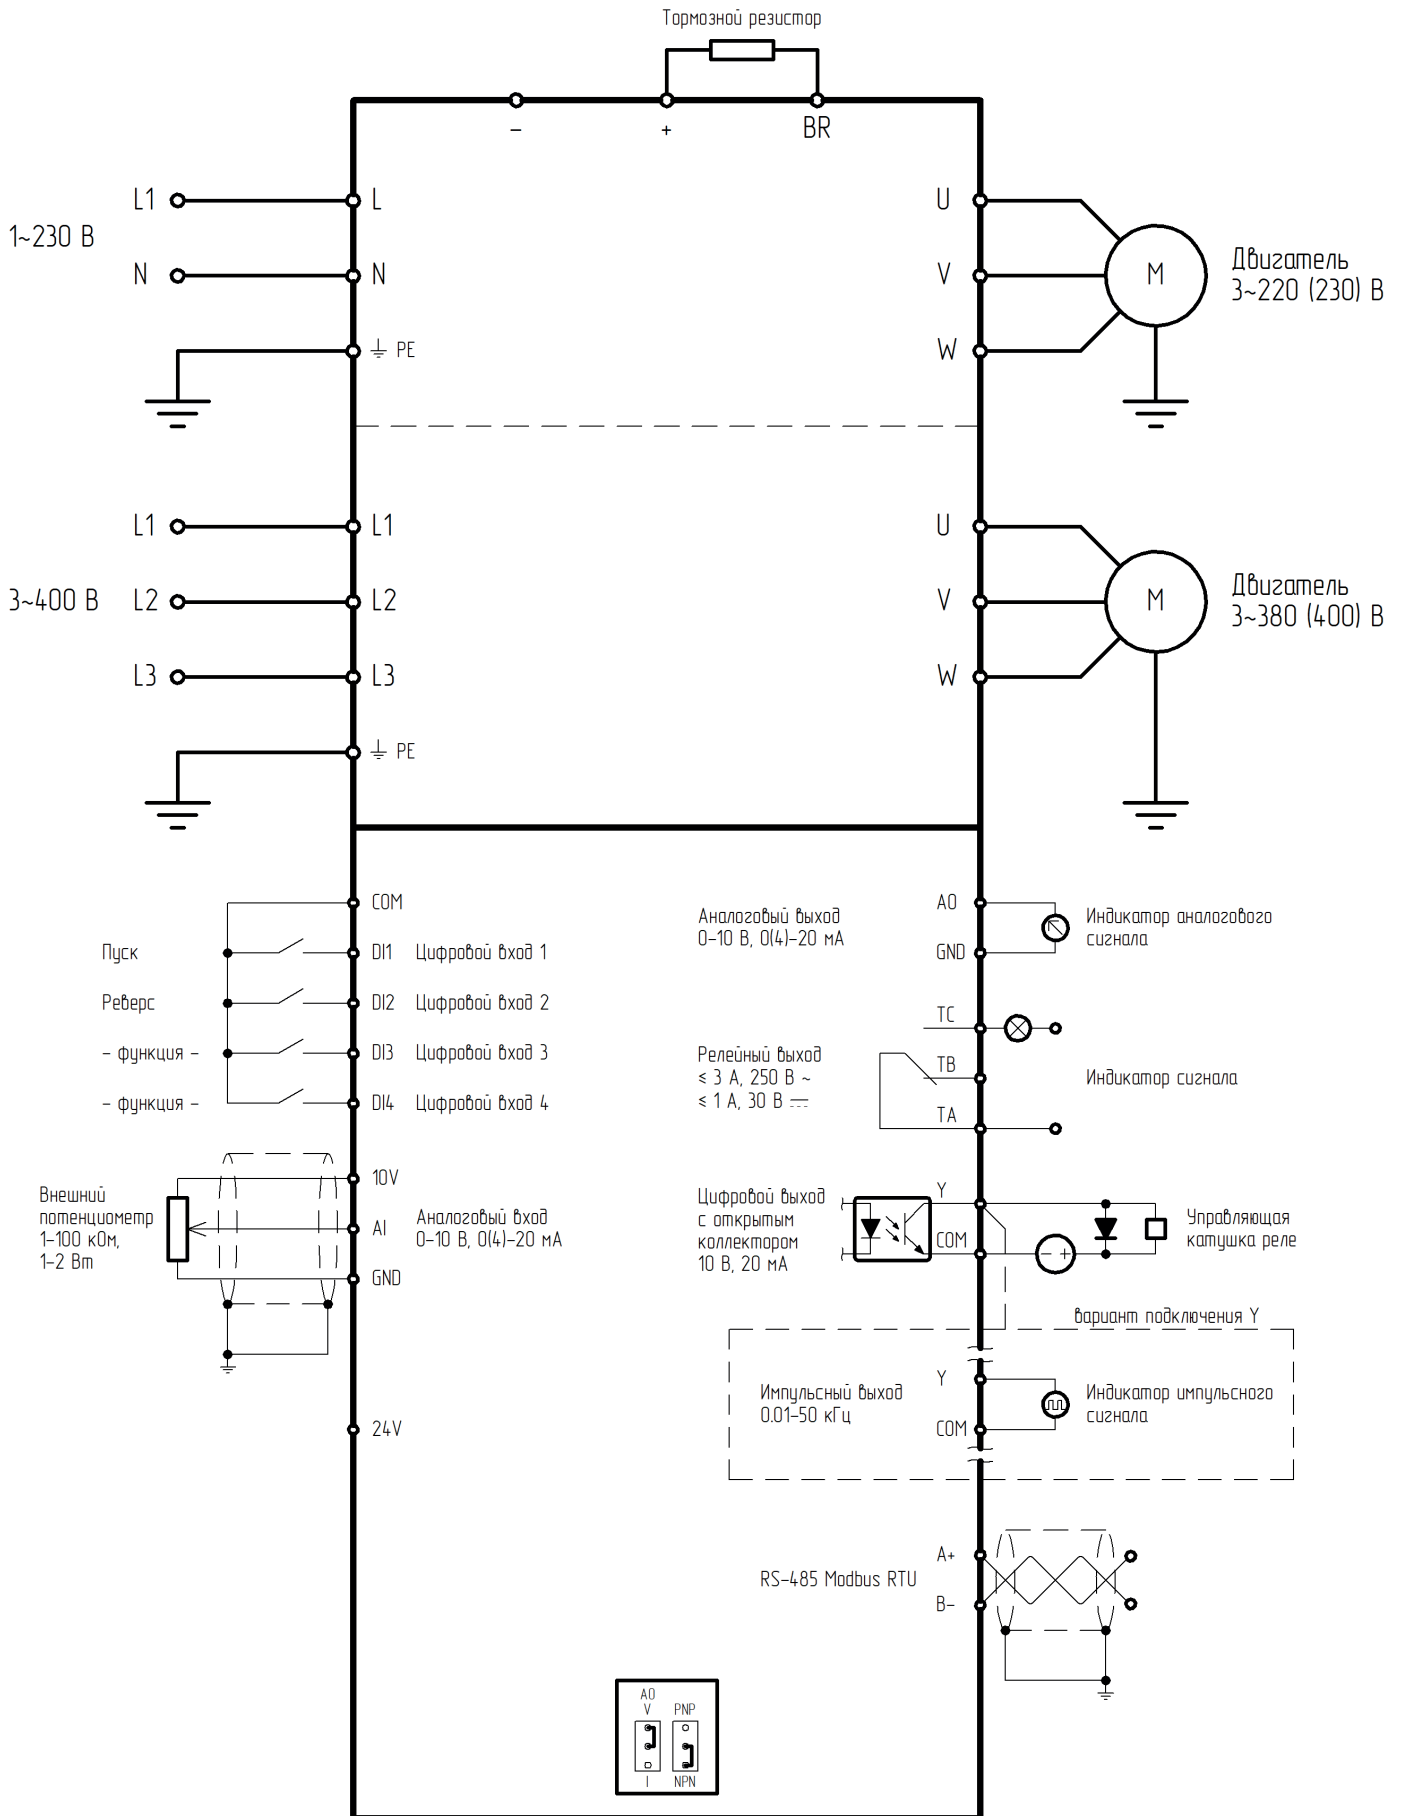 Тормозной резистор
–
+
BR
L1
L
U
1~230 В
N
N
V
Двигатель
3~220 (230) В
M
PE
W
L1
L1
U
3~400 В
L2
L2
V
M
Двигатель
3~380 (400) В
L3
L3
W
PE
COM
Пуск
DI1
Цифровой вход 1
Реверс
DI2
Цифровой вход 2
– функция –
DI3
Цифровой вход 3
– функция –
DI4
Цифровой вход 4
Внешний
потенциометр
1–100 кОм,
1–2 Вт
10V
AI
GND
Аналоговый вход
0–10 В, 0(4)–20 мА
24V
Аналоговый выход
0–10 В, 0(4)–20 мА
AO
GND
Индикатор аналогового
сигнала
Релейный выход
≤ 3 А, 250 В ~
≤ 1 А, 30 В ⎓
TC
TB
TA
Индикатор сигнала
Цифровой выход
с открытым
коллектором
10 В, 20 мА
Y
COM
– +
Управляющая
катушка реле
вариант подключения Y
Импульсный выход
0.01–50 кГц
Y
COM
Индикатор импульсного
сигнала
RS-485 Modbus RTU
A+
B–
AO
V
PNP
I
NPN